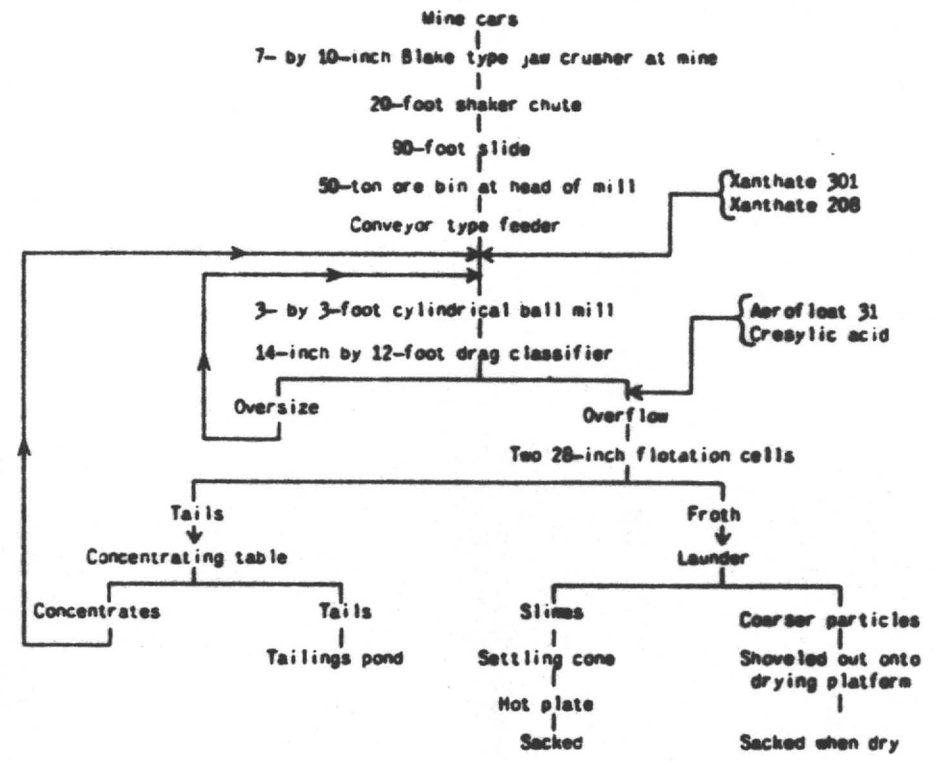 Mine cars
7- by 10-inch Blake type jaw crusher at mine
20-foot shaker chute
90-foot slide
50-ton ore bin at head of mill
Xanthate 301
Xanthate 208
Conveyor type feeder
3- by 3-foot cylindrical ball mill
Aerofloat 31
Cresylic acid
14-inch by 12-foot drag classifier
Oversize
Overflow
Two 28-inch flotation cells
Tails
Froth
Concentrating table
Launder
Concentrates
Tails
Slimes
Coarser particles
Tailings pond
Settling cone
Shoveled out onto
drying platform
Hot plate
Sacked
Sacked when dry